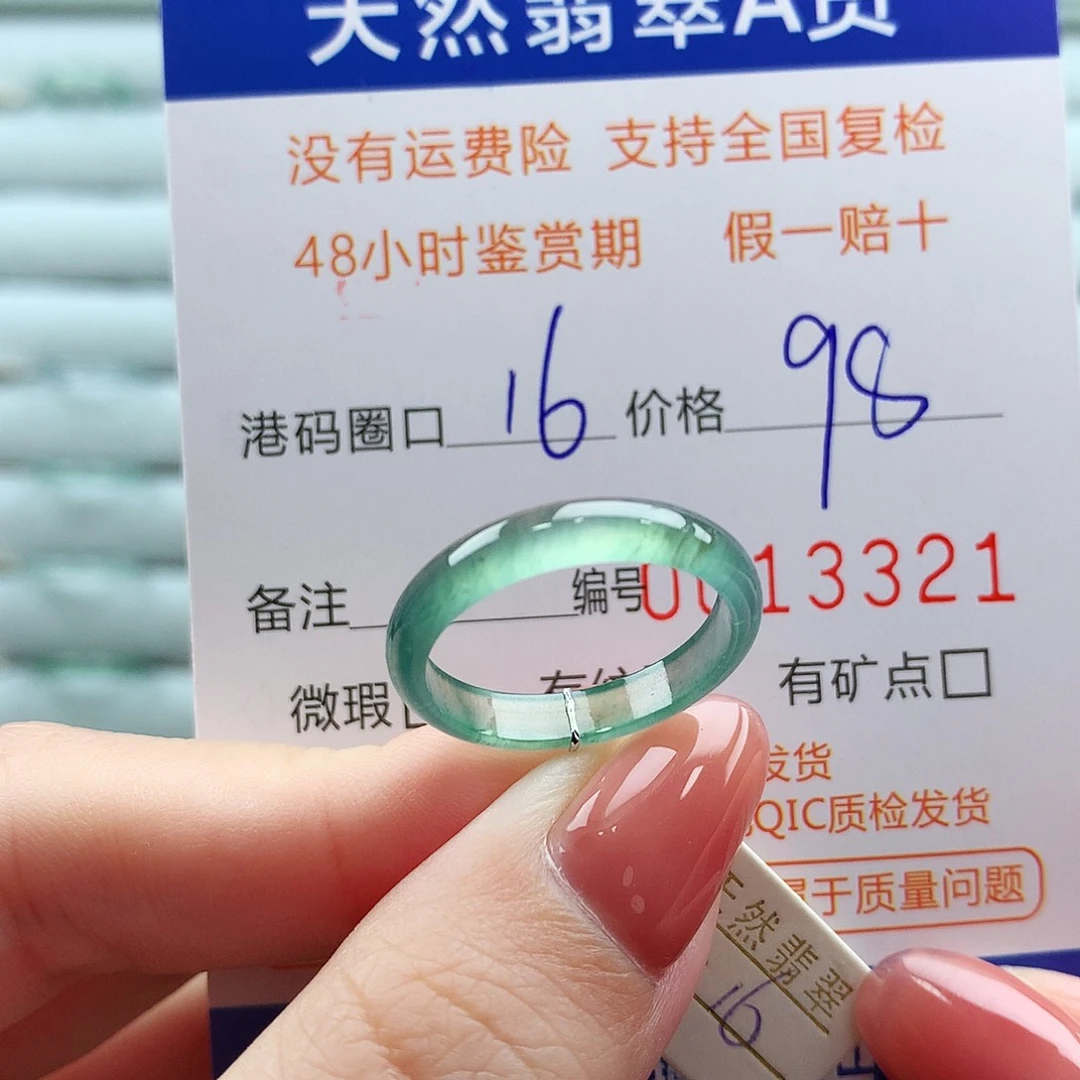 天然翡翠A货
没有运费险 支持全国复检
48小时鉴赏期 假一赔十
港码圈口 16 价格 98
备注 编号 13321
微瑕 有纹 有矿点□
发货
QIC质检发货
于质量问题
天然翡翠
16